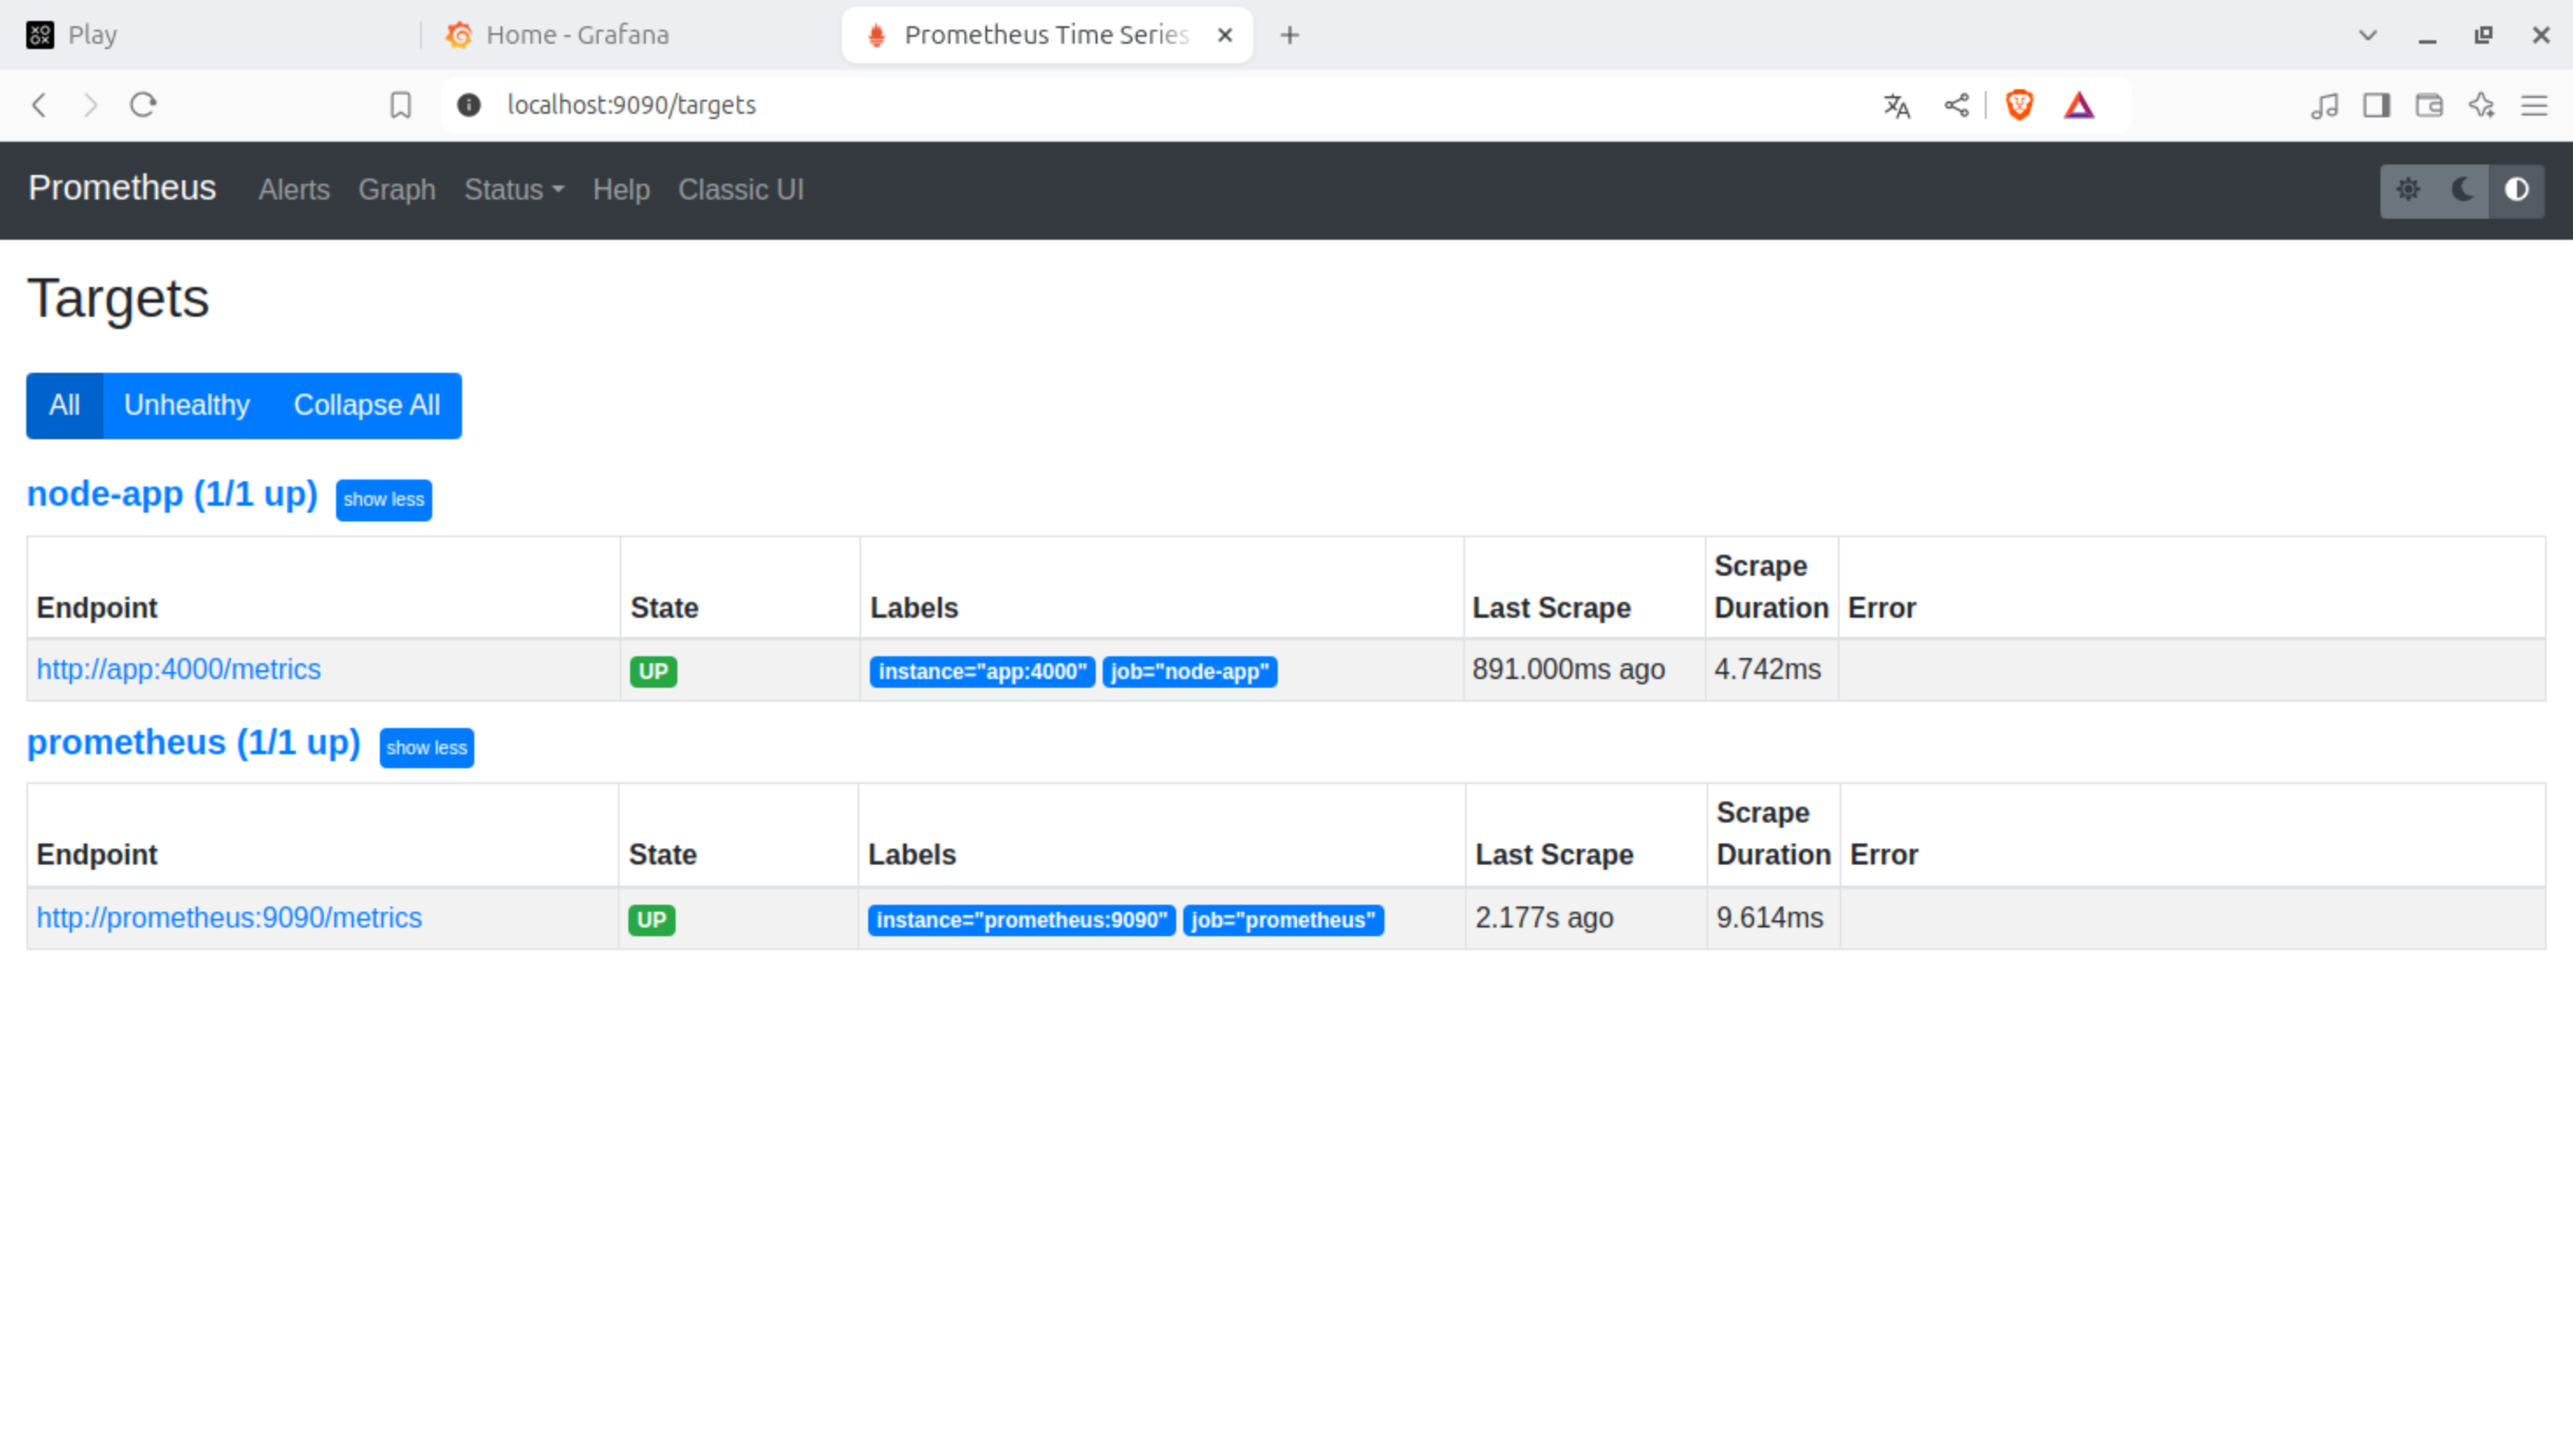 Play
Home - Grafana
Prometheus Time Series
localhost:9090/targets
Prometheus Alerts Graph Status Help Classic UI
Targets
All Unhealthy Collapse All
node-app (1/1 up) show less
Endpoint State Labels Last Scrape Scrape Duration Error
http://app:4000/metrics UP instance="app:4000" job="node-app" 891.000ms ago 4.742ms
prometheus (1/1 up) show less
Endpoint State Labels Last Scrape Scrape Duration Error
http://prometheus:9090/metrics UP instance="prometheus:9090" job="prometheus" 2.177s ago 9.614ms